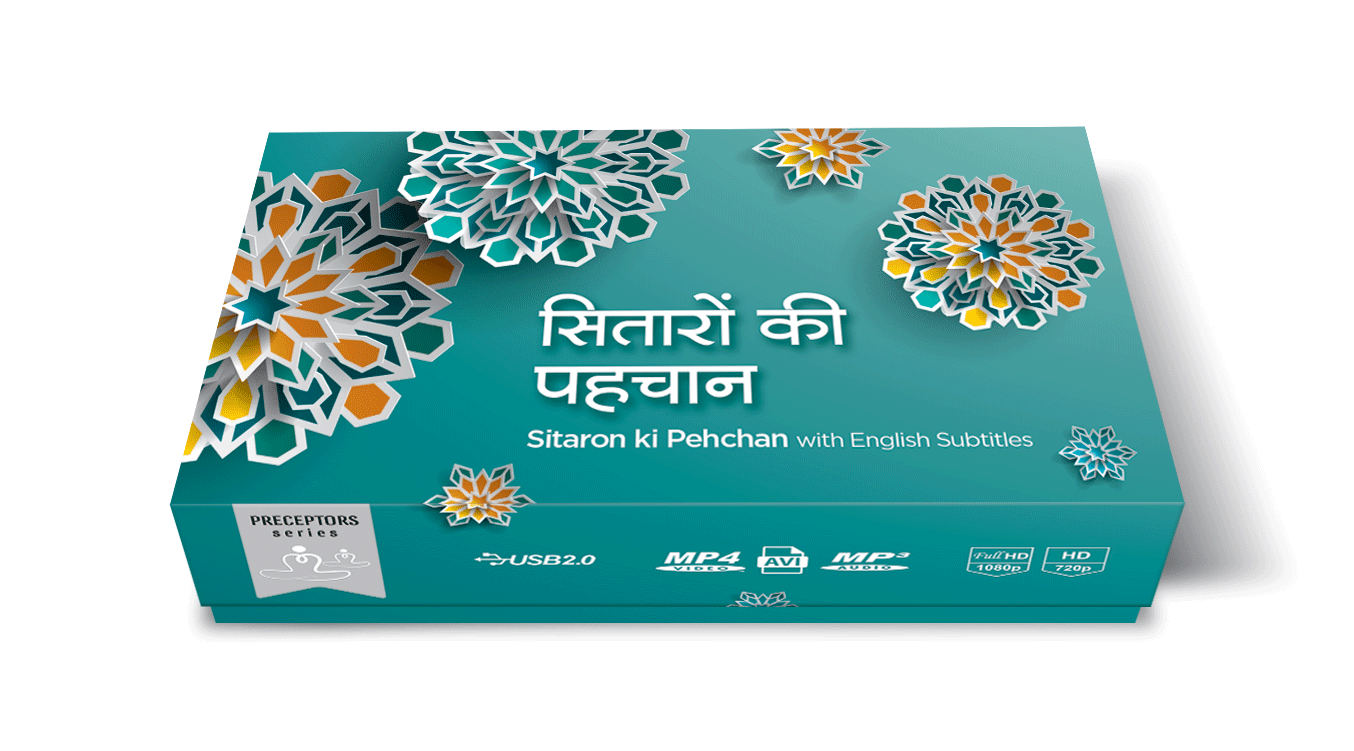 सितारों की
पहचान
Sitaron ki Pehchan with English Subtitles
PRECEPTORS
series
USB2.0
MP4
VIDEO
AVI
MP3
AUDIO
Full HD
1080p
HD
720p